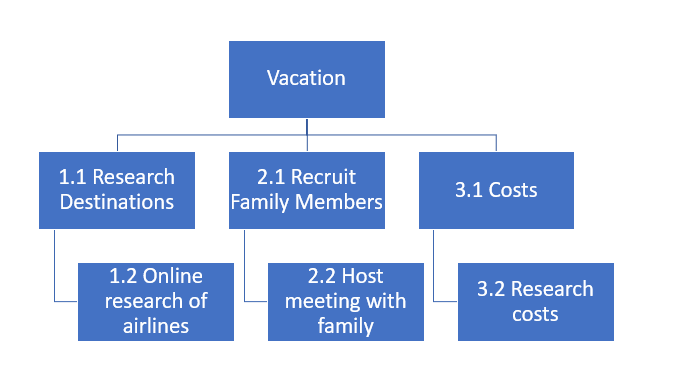 Vacation
1.1 Research
Destinations
2.1 Recruit
Family Members
3.1 Costs
1.2 Online
research of
airlines
2.2 Host
meeting with
family
3.2 Research
costs